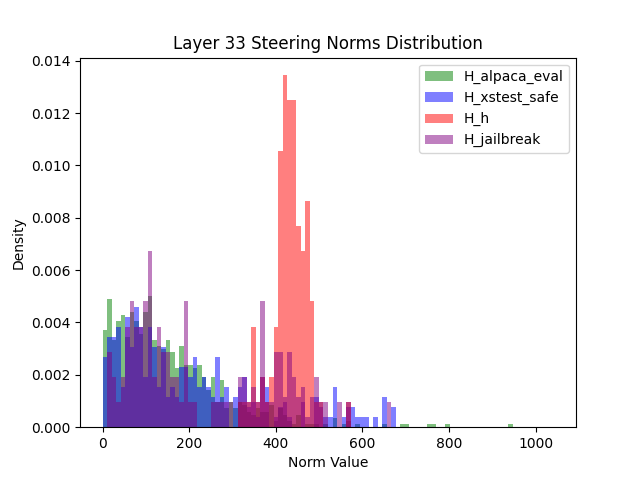 Layer 33 Steering Norms Distribution
H_alpaca_eval
H_xstest_safe
H_h
H_jailbreak
Density
0.014
0.012
0.010
0.008
0.006
0.004
0.002
0.000
0 200 400 600 800 1000
Norm Value